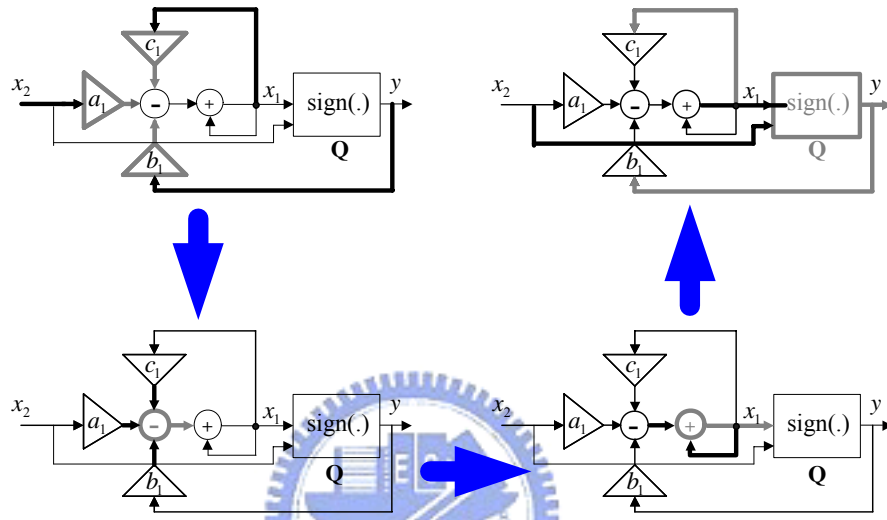 c₁
x₂ a₁ - + x₁ sign(.) y
Q
b₁
c₁
x₂ a₁ - + x₁ sign(.) y
Q
b₁
c₁
x₂ a₁ - + x₁ sign(.) y
Q
b₁
c₁
x₂ a₁ - + x₁ sign(.) y
Q
b₁